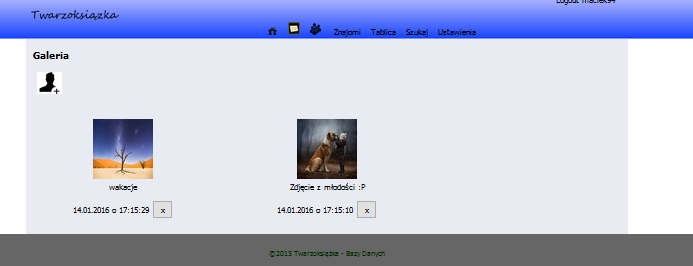 Logout maciek94
Twarzoksiązka
Znajomi Tablica Szukaj Ustawienia
Galeria
wakacje
Zdjęcie z młodości :P
14.01.2016 o 17:15:29 x
14.01.2016 o 17:15:10 x
©2015 Twarzoksiązka - Bazy Danych